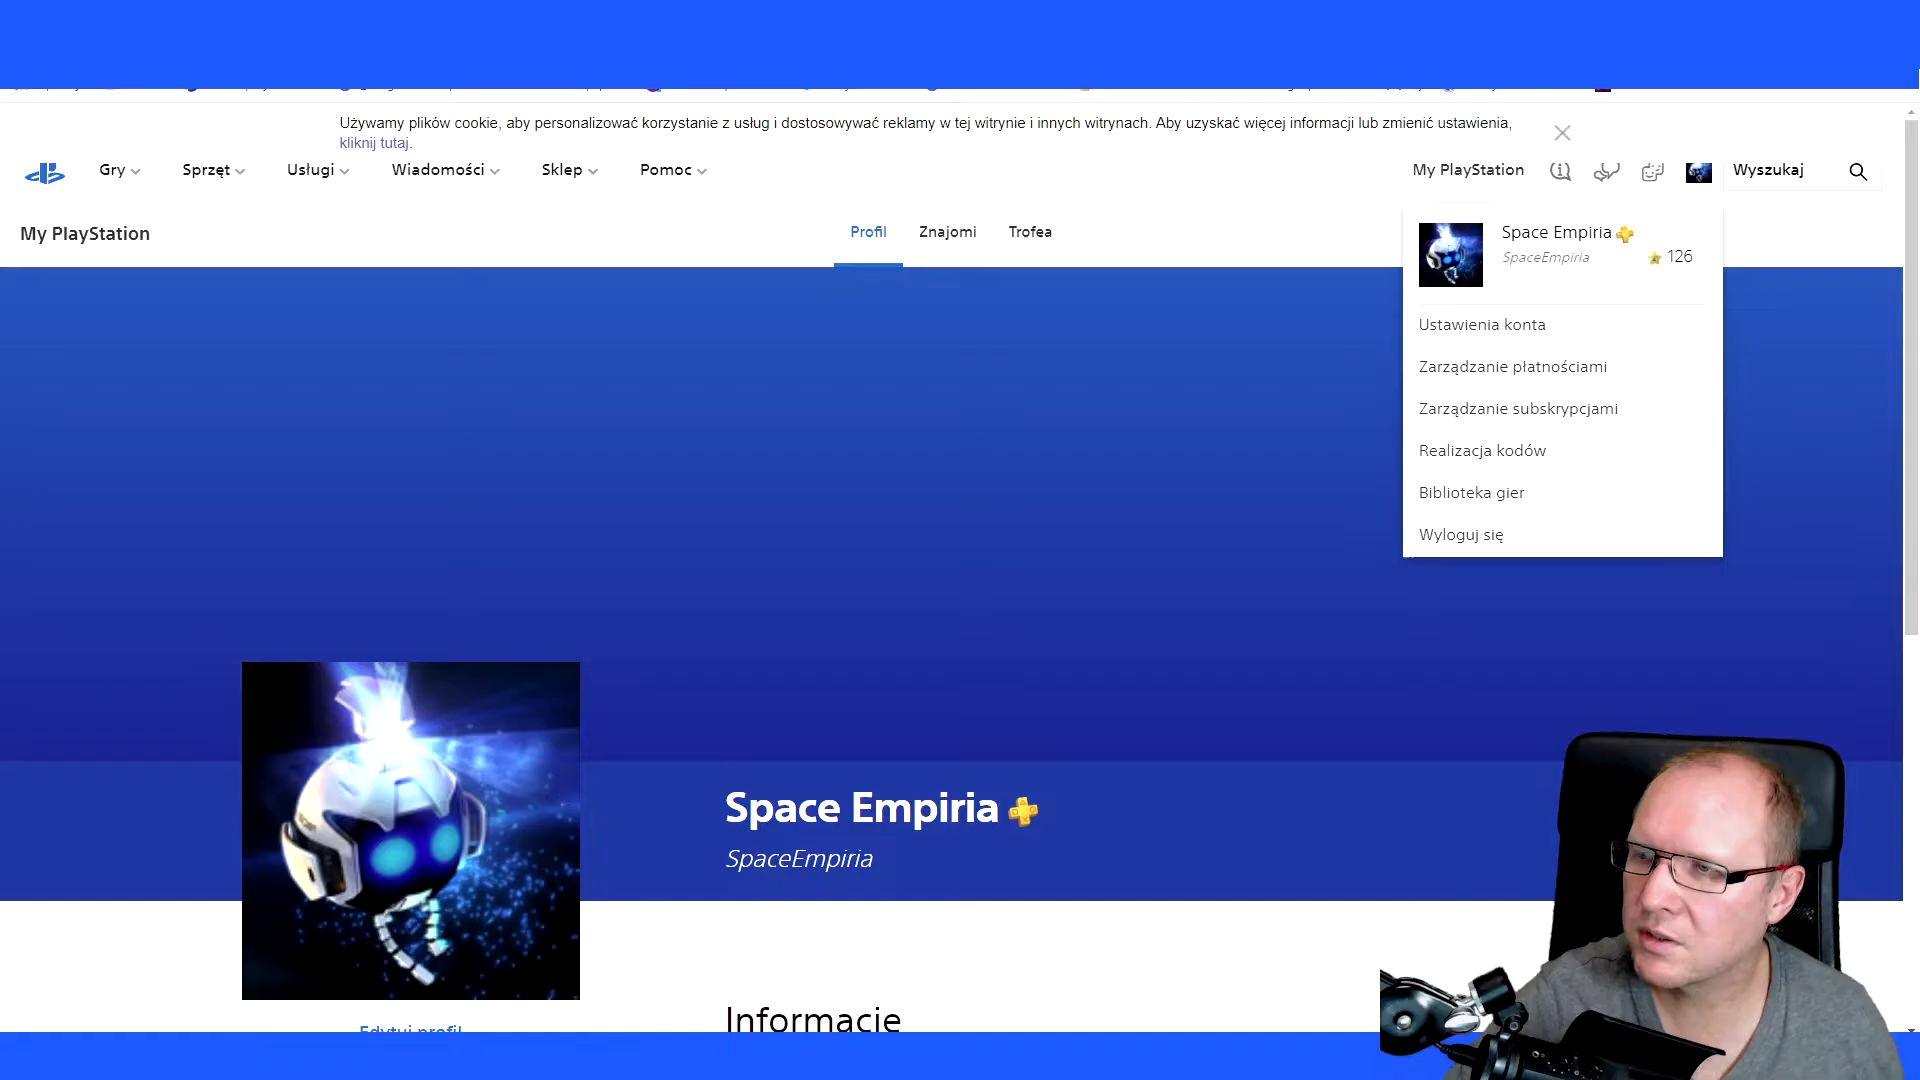 Używamy plików cookie, aby personalizować korzystanie z usług i dostosowywać reklamy w tej witrynie i innych witrynach. Aby uzyskać więcej informacji lub zmienić ustawienia,
kliknij tutaj.
Gry
Sprzęt
Usługi
Wiadomości
Sklep
Pomoc
My PlayStation
Wyszukaj
My PlayStation
Profil
Znajomi
Trofea
Space Empiria
SpaceEmpiria
126
Ustawienia konta
Zarządzanie płatnościami
Zarządzanie subskrypcjami
Realizacja kodów
Biblioteka gier
Wyloguj się
Space Empiria
SpaceEmpiria
Informacje
Edytuj profil